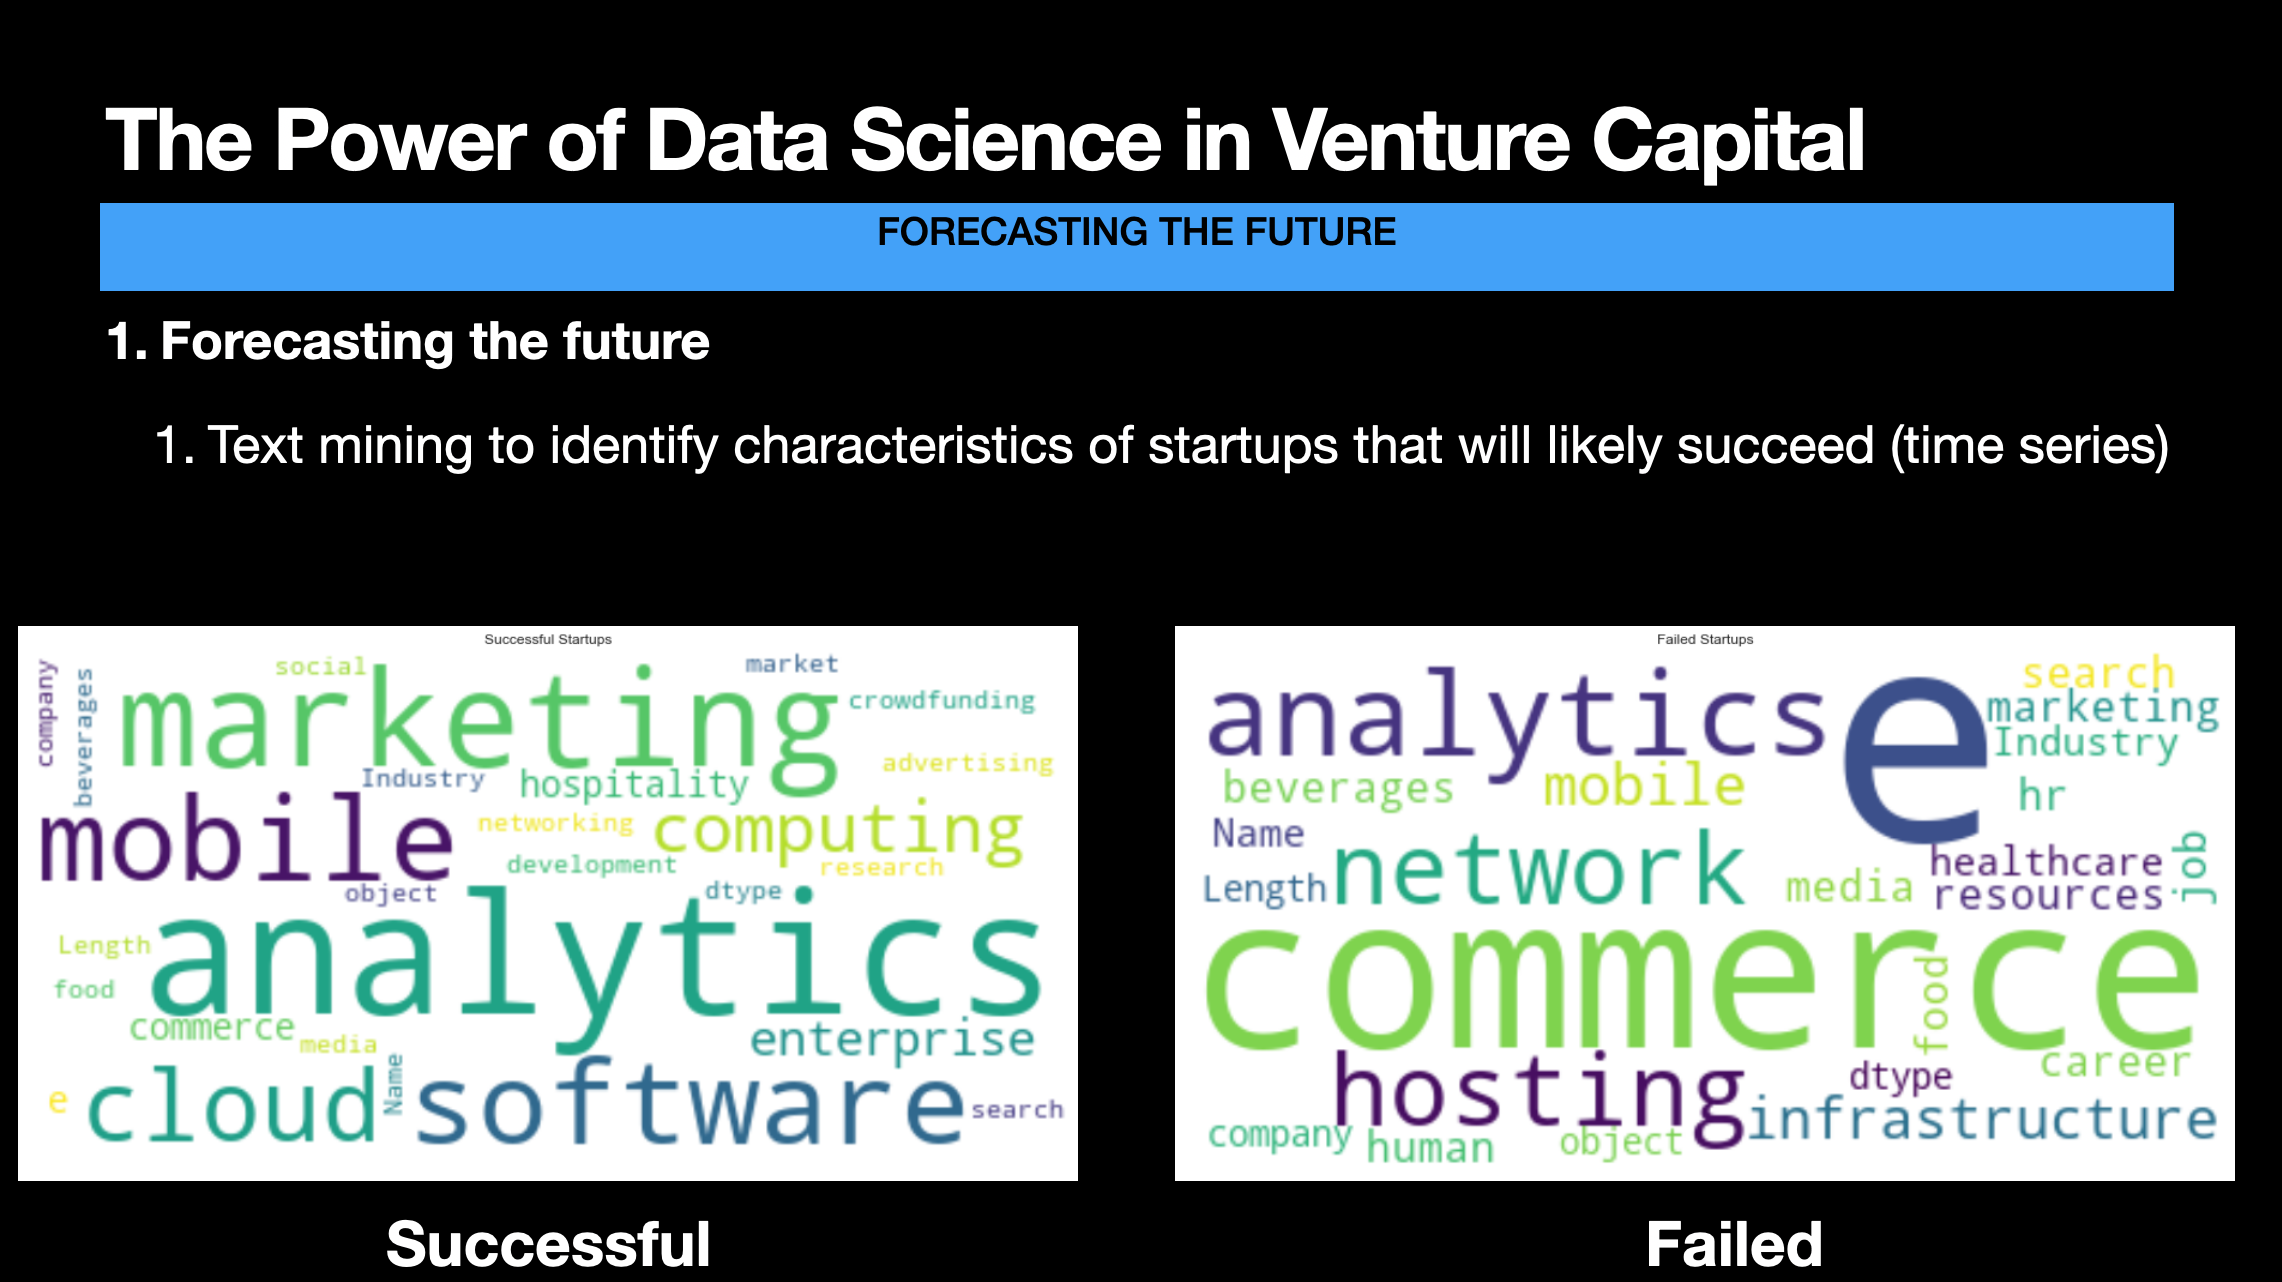 The Power of Data Science in Venture Capital
FORECASTING THE FUTURE
1. Forecasting the future
1. Text mining to identify characteristics of startups that will likely succeed (time series)
Successful Startups
company
beverages
social
market
marketing
crowdfunding
advertising
Industry
hospitality
mobile
networking
computing
development
research
object
dtype
Length
analytics
food
commerce
media
enterprise
e
cloud
Name
software
search
Failed Startups
analytics
e
search
marketing
Industry
beverages
mobile
hr
Name
network
healthcare
job
Length
media
resources
commerce
food
hosting
dtype
career
infrastructure
company
human
object
Successful
Failed